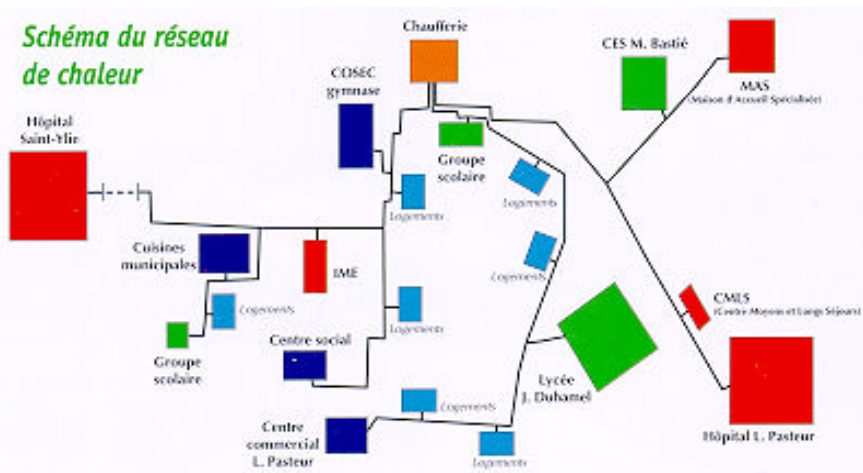 Schéma du réseau
de chaleur
Chaufferie
CES M. Bastié
MAS
(Maison d'Accueil Spécialisée)
COSEC
gymnase
Hôpital
Saint-Ylie
Groupe
scolaire
Logements
Logements
Cuisines
municipales
IME
Logements
Logements
CMLS
(Centre Moyens et Longs Séjours)
Logements
Centre social
Groupe
scolaire
Lycée
J. Duhamel
Logements
Centre
commercial
L. Pasteur
Hôpital L. Pasteur
Logements